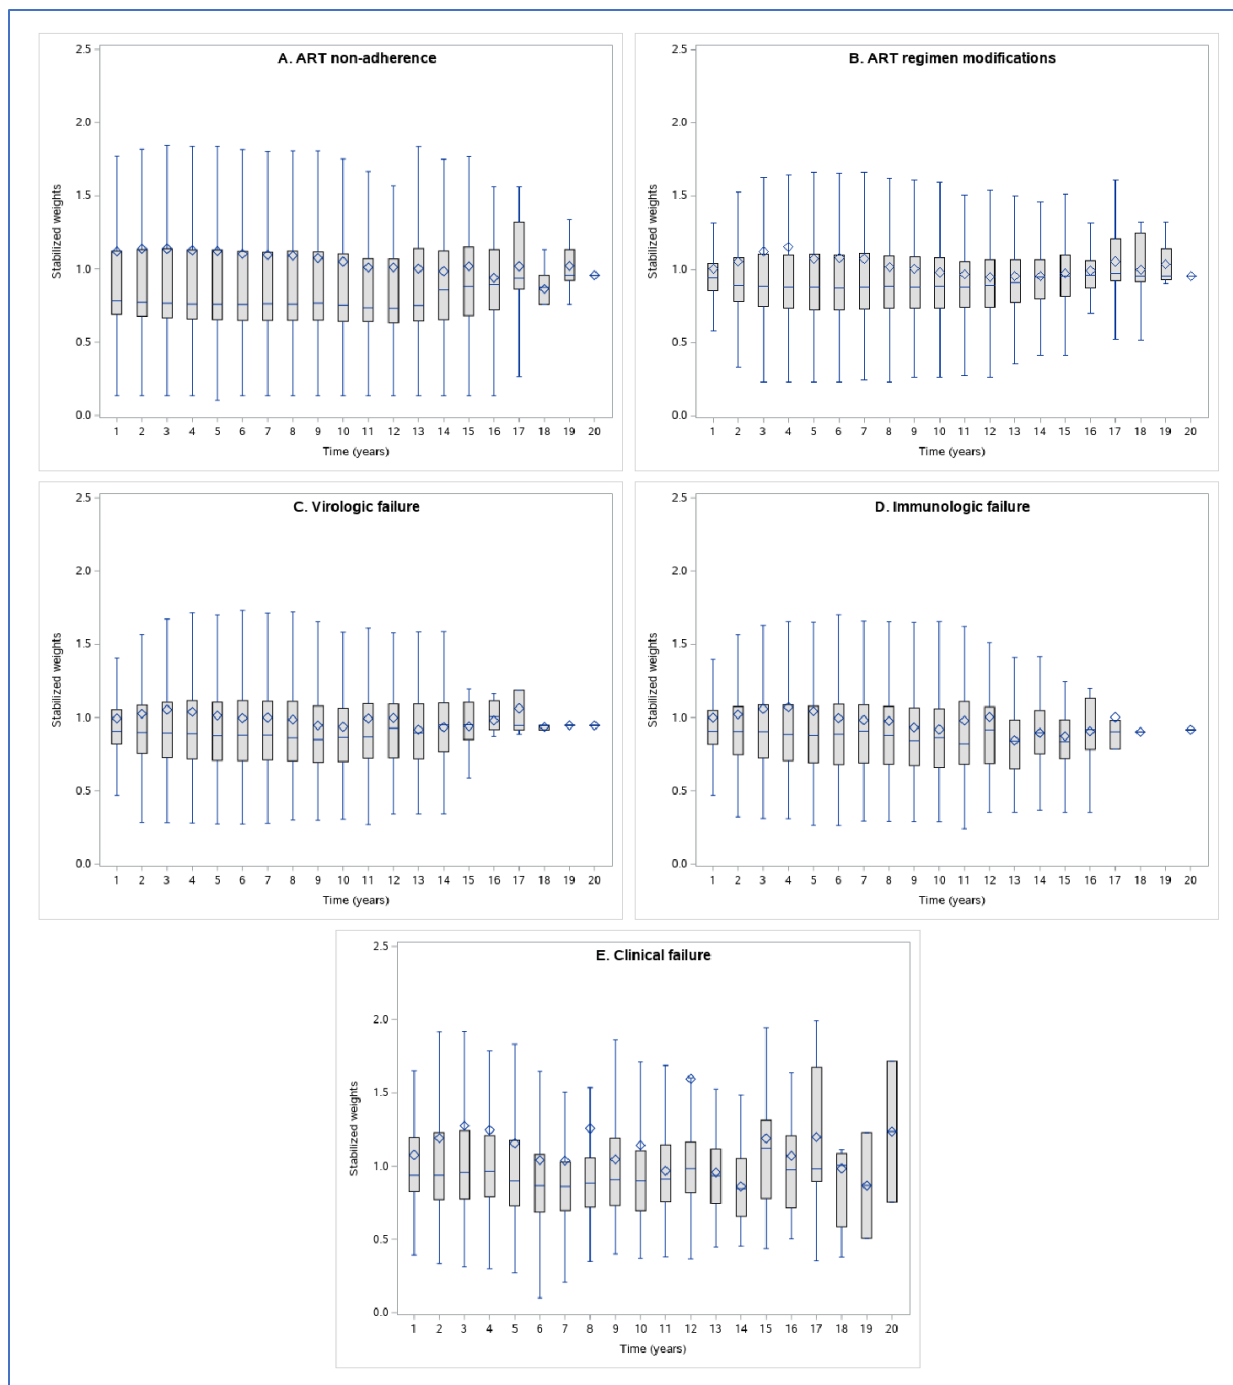 A. ART non-adherence
2.5
2.0
1.5
1.0
0.5
0.0
Stabilized weights
1 2 3 4 5 6 7 8 9 10 11 12 13 14 15 16 17 18 19 20
Time (years)
B. ART regimen modifications
2.5
2.0
1.5
1.0
0.5
0.0
Stabilized weights
1 2 3 4 5 6 7 8 9 10 11 12 13 14 15 16 17 18 19 20
Time (years)
C. Virologic failure
2.5
2.0
1.5
1.0
0.5
0.0
Stabilized weights
1 2 3 4 5 6 7 8 9 10 11 12 13 14 15 16 17 18 19 20
Time (years)
D. Immunologic failure
2.5
2.0
1.5
1.0
0.5
0.0
Stabilized weights
1 2 3 4 5 6 7 8 9 10 11 12 13 14 15 16 17 18 19 20
Time (years)
E. Clinical failure
2.5
2.0
1.5
1.0
0.5
0.0
Stabilized weights
1 2 3 4 5 6 7 8 9 10 11 12 13 14 15 16 17 18 19 20
Time (years)